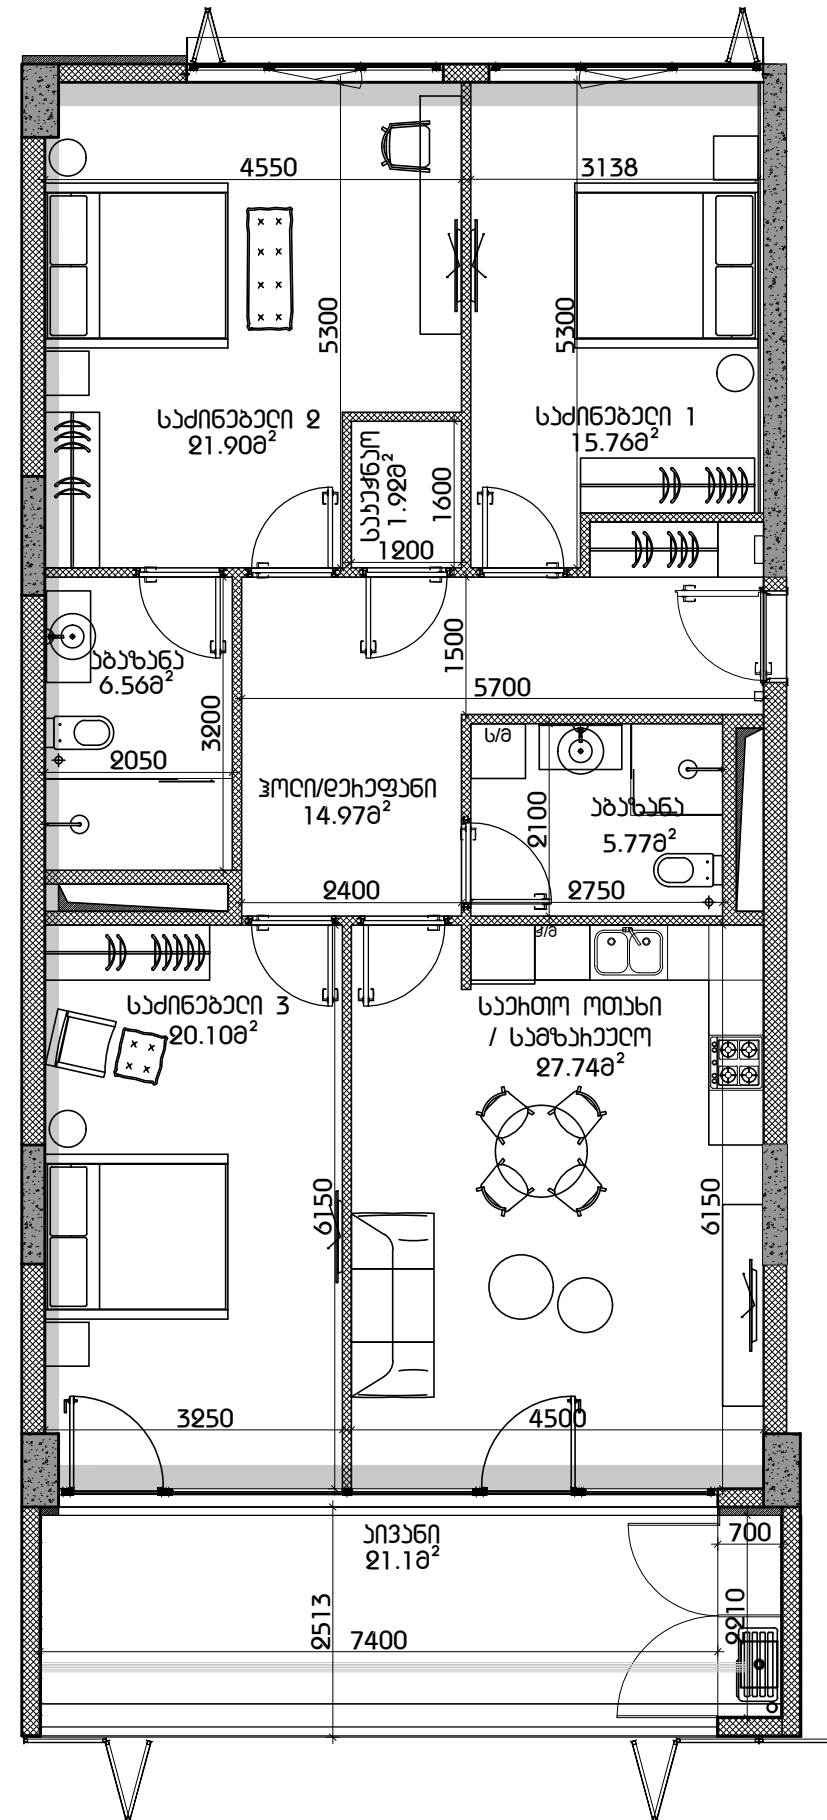 4550
3138
5300
5300
საძინებელი 2
21.90მ²
საძინებელი 1
15.76მ²
საკუჭნაო
1.92მ²
1600
1200
1500
5700
აბაზანა
6.56მ²
3200
2050
ს/მ
ჰოლი/დერეფანი
14.97მ²
2100
აბაზანა
5.77მ²
2400
2750
ჭ/მ
საძინებელი 3
20.10მ²
საერთო ოთახი
/ სამზარეულო
27.74მ²
6150
6150
3250
4500
აივანი
21.1მ²
700
2513
2210
7400